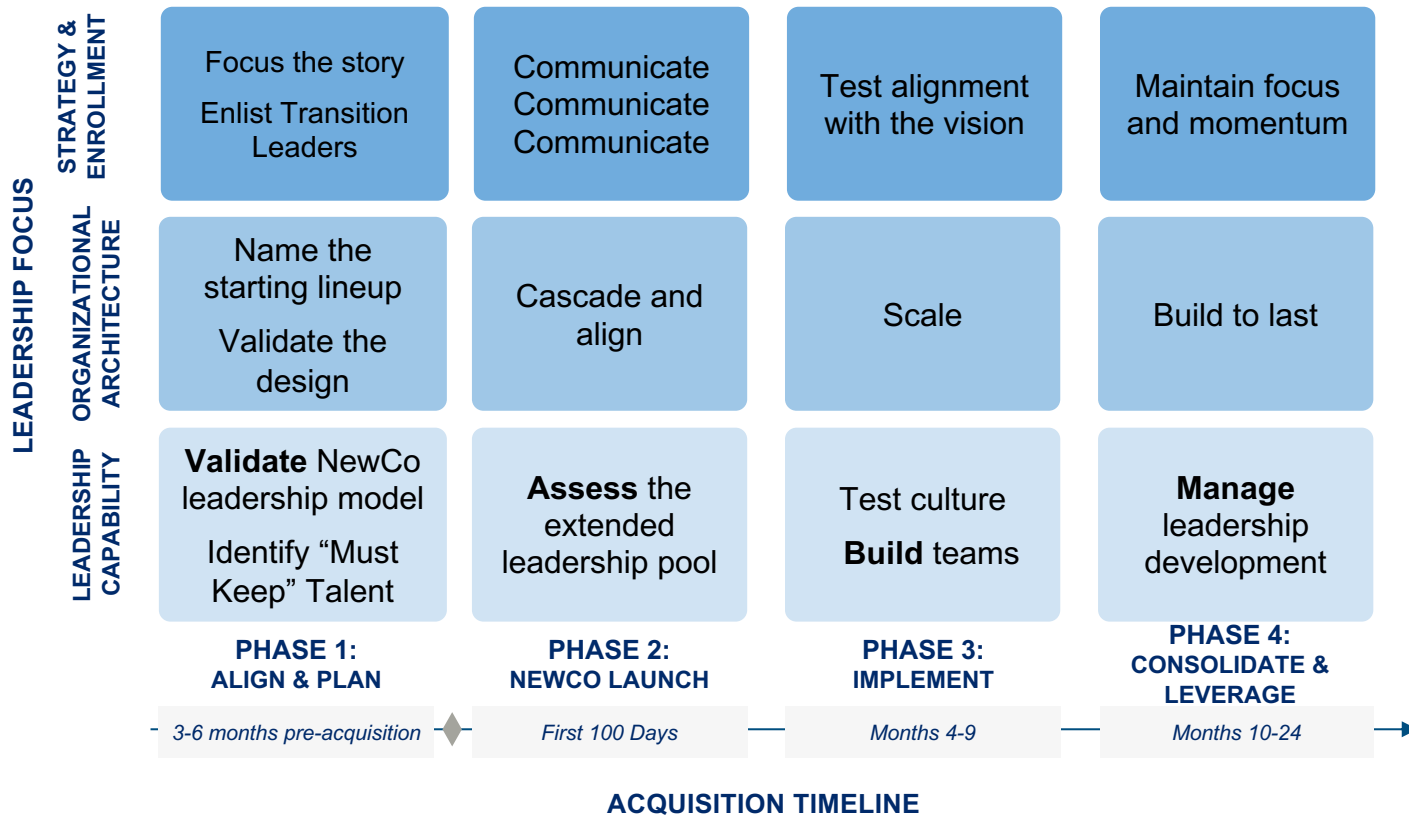 LEADERSHIP FOCUS
STRATEGY &
ENROLLMENT
Focus the story
Enlist Transition
Leaders
Communicate
Communicate
Communicate
Test alignment
with the vision
Maintain focus
and momentum
ORGANIZATIONAL
ARCHITECTURE
Name the
starting lineup
Validate the
design
Cascade and
align
Scale
Build to last
LEADERSHIP
CAPABILITY
Validate NewCo
leadership model
Identify “Must
Keep” Talent
Assess the
extended
leadership pool
Test culture
Build teams
Manage
leadership
development
PHASE 1:
ALIGN & PLAN
PHASE 2:
NEWCO LAUNCH
PHASE 3:
IMPLEMENT
PHASE 4:
CONSOLIDATE &
LEVERAGE
3-6 months pre-acquisition
First 100 Days
Months 4-9
Months 10-24
ACQUISITION TIMELINE